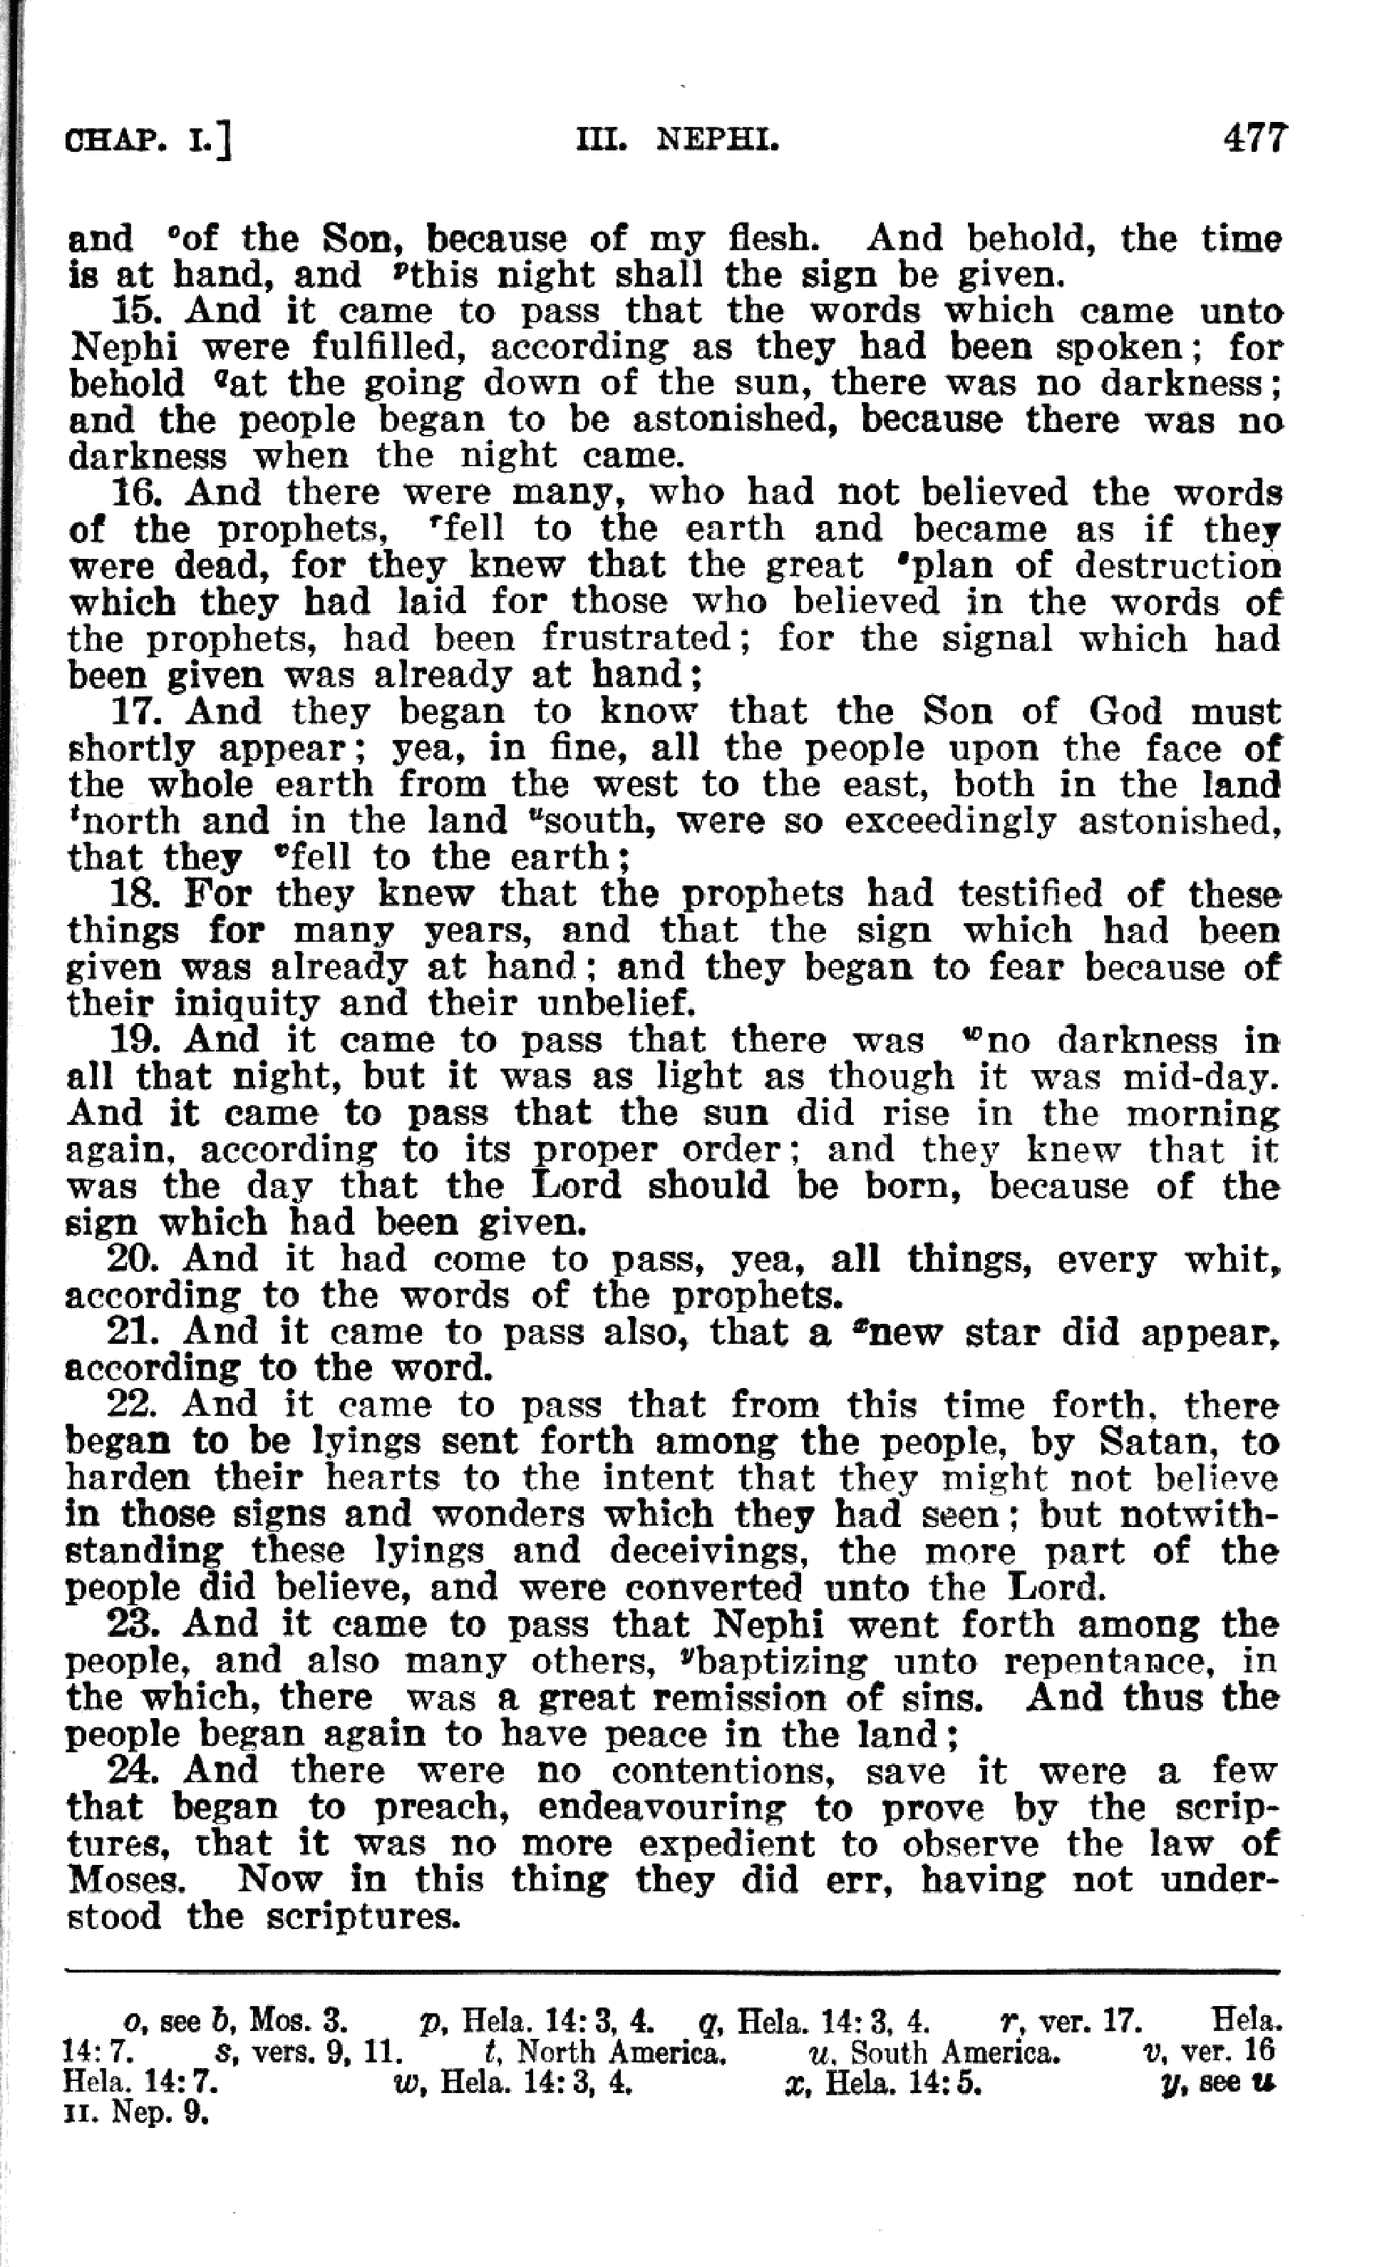 CHAP. I.] III. NEPHI. 477
and ᵒof the Son, because of my flesh. And behold, the time
is at hand, and ᵖthis night shall the sign be given.
15. And it came to pass that the words which came unto
Nephi were fulfilled, according as they had been spoken; for
behold qat the going down of the sun, there was no darkness;
and the people began to be astonished, because there was no
darkness when the night came.
16. And there were many, who had not believed the words
of the prophets, ʳfell to the earth and became as if they
were dead, for they knew that the great ˢplan of destruction
which they had laid for those who believed in the words of
the prophets, had been frustrated; for the signal which had
been given was already at hand;
17. And they began to know that the Son of God must
shortly appear; yea, in fine, all the people upon the face of
the whole earth from the west to the east, both in the land
ᵗnorth and in the land ᵘsouth, were so exceedingly astonished,
that they ᵛfell to the earth;
18. For they knew that the prophets had testified of these
things for many years, and that the sign which had been
given was already at hand; and they began to fear because of
their iniquity and their unbelief.
19. And it came to pass that there was ʷno darkness in
all that night, but it was as light as though it was mid-day.
And it came to pass that the sun did rise in the morning
again, according to its proper order; and they knew that it
was the day that the Lord should be born, because of the
sign which had been given.
20. And it had come to pass, yea, all things, every whit,
according to the words of the prophets.
21. And it came to pass also, that a ˣnew star did appear,
according to the word.
22. And it came to pass that from this time forth, there
began to be lyings sent forth among the people, by Satan, to
harden their hearts to the intent that they might not believe
in those signs and wonders which they had seen; but notwith-
standing these lyings and deceivings, the more part of the
people did believe, and were converted unto the Lord.
23. And it came to pass that Nephi went forth among the
people, and also many others, ʸbaptizing unto repentance, in
the which, there was a great remission of sins. And thus the
people began again to have peace in the land;
24. And there were no contentions, save it were a few
that began to preach, endeavouring to prove by the scrip-
tures, that it was no more expedient to observe the law of
Moses. Now in this thing they did err, having not under-
stood the scriptures.
o, see b, Mos. 3. p, Hela. 14:3, 4. q, Hela. 14:3, 4. r, ver. 17. Hela.
14:7. s, vers. 9, 11. t, North America. u, South America. v, ver. 16
Hela. 14:7. w, Hela. 14:3, 4. x, Hela. 14:5. y, see u
II. Nep. 9.